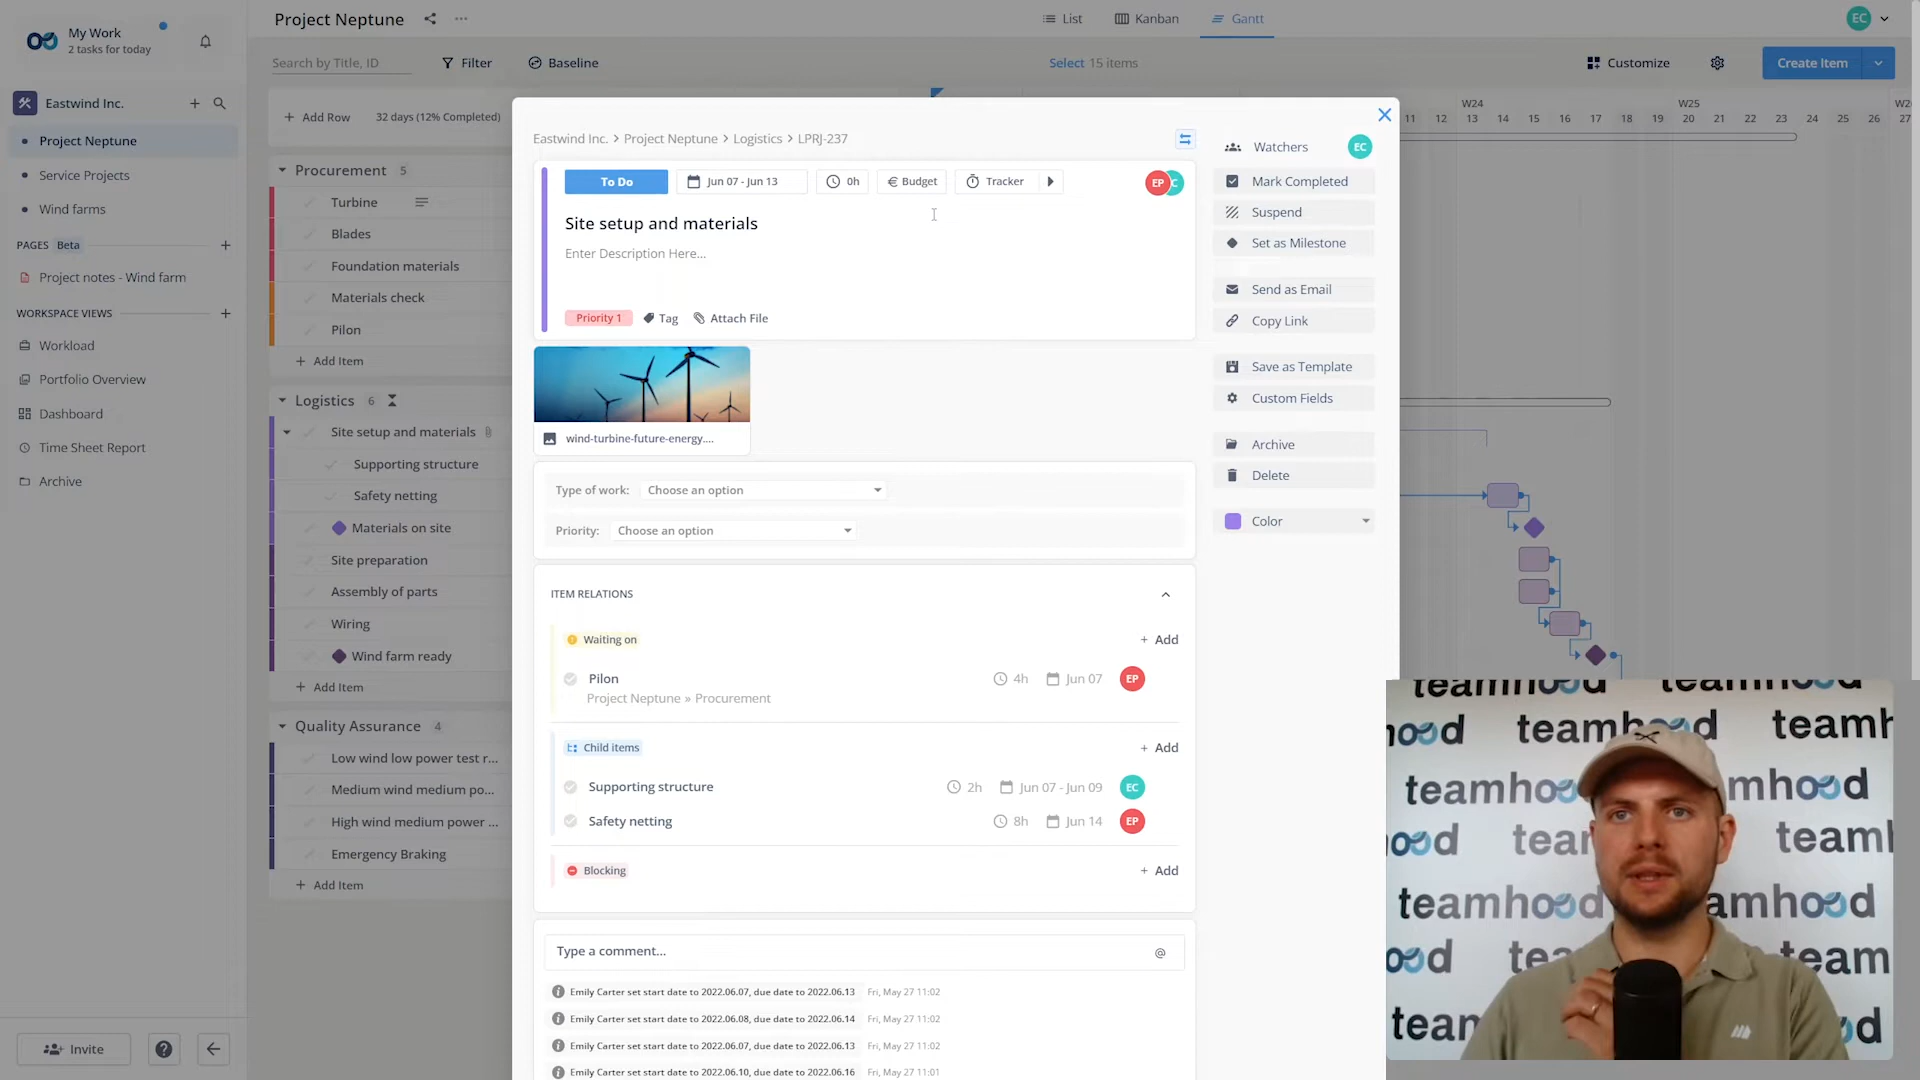 My Work
2 tasks for today
Eastwind Inc.
Project Neptune
Service Projects
Wind farms
PAGES Beta
Project notes - Wind farm
WORKSPACE VIEWS
Workload
Portfolio Overview
Dashboard
Time Sheet Report
Archive
Invite
Project Neptune
List
Kanban
Gantt
EC
Search by Title, ID
Filter
Baseline
Select 15 items
Customize
Create Item
Add Row
32 days (12% Completed)
Procurement 5
Turbine
Blades
Foundation materials
Materials check
Pilon
Add Item
Logistics 6
Site setup and materials
Supporting structure
Safety netting
Materials on site
Site preparation
Assembly of parts
Wiring
Wind farm ready
Add Item
Quality Assurance 4
Low wind low power test r...
Medium wind medium po...
High wind medium power ...
Emergency Braking
Add Item
W24
W25
11 12 13 14 15 16 17 18 19 20 21 22 23 24 25 26 27
Eastwind Inc. > Project Neptune > Logistics > LPRJ-237
To Do
Jun 07 - Jun 13
0h
€ Budget
Tracker
EP
Site setup and materials
Enter Description Here...
Priority 1
Tag
Attach File
wind-turbine-future-energy....
Type of work: Choose an option
Priority: Choose an option
ITEM RELATIONS
Waiting on
+ Add
Pilon
4h
Jun 07
EP
Project Neptune » Procurement
Child items
+ Add
Supporting structure
2h
Jun 07 - Jun 09
EC
Safety netting
8h
Jun 14
EP
Blocking
+ Add
Type a comment...
@
Emily Carter set start date to 2022.06.07, due date to 2022.06.13 Fri, May 27 11:02
Emily Carter set start date to 2022.06.08, due date to 2022.06.14 Fri, May 27 11:02
Emily Carter set start date to 2022.06.07, due date to 2022.06.13 Fri, May 27 11:02
Emily Carter set start date to 2022.06.10, due date to 2022.06.16 Fri, May 27 11:01
Watchers
EC
Mark Completed
Suspend
Set as Milestone
Send as Email
Copy Link
Save as Template
Custom Fields
Archive
Delete
Color
teamhood
teamhood
teamhood
teamhood